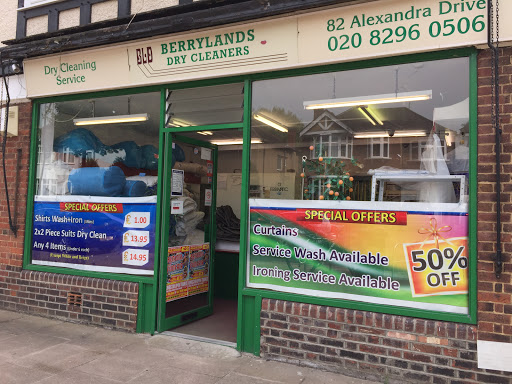 Dry Cleaning
Service
BERRYLANDS
DRY CLEANERS
82 Alexandra Drive
020 8296 0506
SPECIAL OFFERS
Shirts Wash+Iron
£ 1.00
2x2 Piece Suits Dry Clean
£ 13.95
Any 4 Items
£ 14.95
SPECIAL OFFERS
Curtains
Service Wash Available
Ironing Service Available
50%
OFF